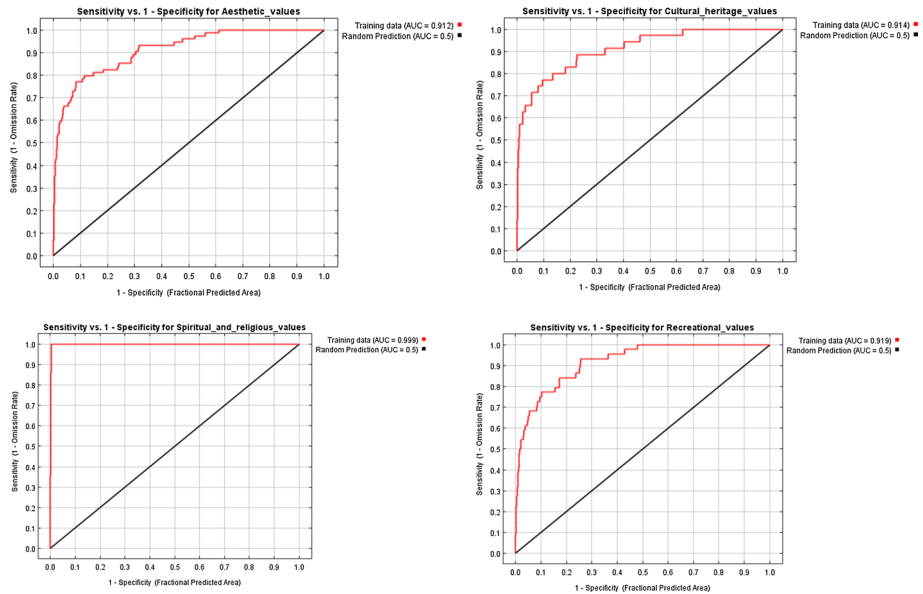 Sensitivity vs. 1 - Specificity for Aesthetic_values
Training data (AUC = 0.912)
Random Prediction (AUC = 0.5)
Sensitivity (1 - Omission Rate)
1.0
0.9
0.8
0.7
0.6
0.5
0.4
0.3
0.2
0.1
0.0
0.0 0.1 0.2 0.3 0.4 0.5 0.6 0.7 0.8 0.9 1.0
1 - Specificity (Fractional Predicted Area)
Sensitivity vs. 1 - Specificity for Cultural_heritage_values
Training data (AUC = 0.914)
Random Prediction (AUC = 0.5)
Sensitivity (1 - Omission Rate)
1.0
0.9
0.8
0.7
0.6
0.5
0.4
0.3
0.2
0.1
0.0
0.0 0.1 0.2 0.3 0.4 0.5 0.6 0.7 0.8 0.9 1.0
1 - Specificity (Fractional Predicted Area)
Sensitivity vs. 1 - Specificity for Spiritual_and_religious_values
Training data (AUC = 0.999)
Random Prediction (AUC = 0.5)
Sensitivity (1 - Omission Rate)
1.0
0.9
0.8
0.7
0.6
0.5
0.4
0.3
0.2
0.1
0.0
0.0 0.1 0.2 0.3 0.4 0.5 0.6 0.7 0.8 0.9 1.0
1 - Specificity (Fractional Predicted Area)
Sensitivity vs. 1 - Specificity for Recreational_values
Training data (AUC = 0.919)
Random Prediction (AUC = 0.5)
Sensitivity (1 - Omission Rate)
1.0
0.9
0.8
0.7
0.6
0.5
0.4
0.3
0.2
0.1
0.0
0.0 0.1 0.2 0.3 0.4 0.5 0.6 0.7 0.8 0.9 1.0
1 - Specificity (Fractional Predicted Area)